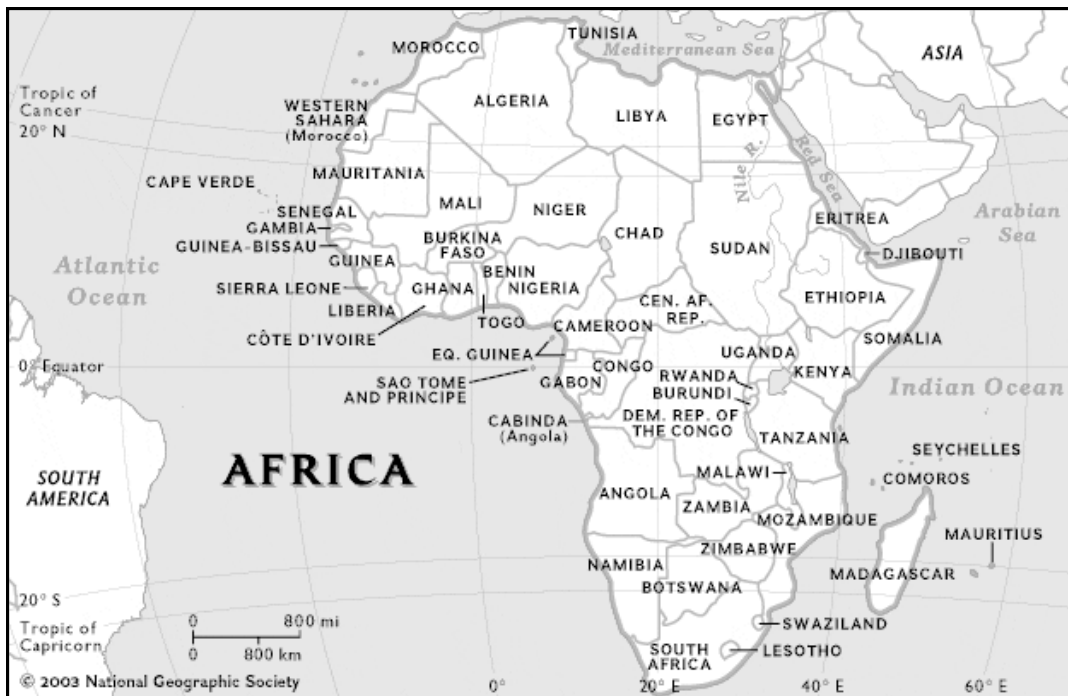 TUNISIA
MOROCCO
Mediterranean Sea
ASIA
Tropic of
Cancer
20° N
WESTERN
SAHARA
(Morocco)
ALGERIA
LIBYA
EGYPT
Nile R.
Red Sea
CAPE VERDE
MAURITANIA
MALI
NIGER
CHAD
SUDAN
ERITREA
Arabian
Sea
SENEGAL
GAMBIA
GUINEA-BISSAU
GUINEA
BURKINA
FASO
BENIN
NIGERIA
DJIBOUTI
Atlantic
Ocean
SIERRA LEONE
GHANA
LIBERIA
TOGO
CÔTE D'IVOIRE
CEN. AF.
REP.
ETHIOPIA
CAMEROON
SOMALIA
0° Equator
EQ. GUINEA
SAO TOME
AND PRINCIPE
GABON
CONGO
UGANDA
RWANDA
BURUNDI
KENYA
Indian Ocean
CABINDA
(Angola)
DEM. REP. OF
THE CONGO
TANZANIA
SEYCHELLES
COMOROS
SOUTH
AMERICA
AFRICA
MALAWI
ANGOLA
ZAMBIA
MOZAMBIQUE
MAURITIUS
ZIMBABWE
NAMIBIA
BOTSWANA
MADAGASCAR
20° S
Tropic of
Capricorn
0
800 mi
0
800 km
SWAZILAND
LESOTHO
SOUTH
AFRICA
© 2003 National Geographic Society
0°
20° E
40° E
60° E